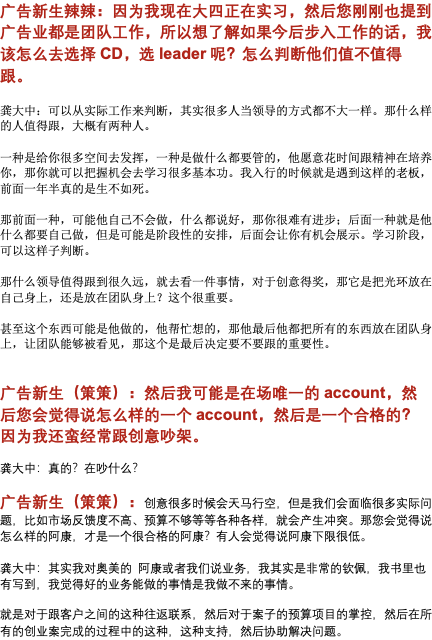 广告新生辣辣：因为我现在大四正在实习，然后您刚刚也提到
广告业都是团队工作，所以想了解如果今后步入工作的话，我
该怎么去选择 CD，选 leader 呢？怎么判断他们值不值得
跟。
龚大中：可以从实际工作来判断，其实很多人当领导的方式都不大一样。那什么样
的人值得跟，大概有两种人。
一种是给你很多空间去发挥，一种是做什么都要管的，他愿意花时间跟精神在培养
你，那你就可以把握机会去学习很多基本功。我入行的时候就是遇到这样的老板，
前面一年半真的是生不如死。
那前面一种，可能他自己不会做，什么都说好，那你很难有进步；后面一种就是他
什么都要自己做，但是可能是阶段性的安排，后面会让你有机会展示。学习阶段，
可以这样子判断。
那什么领导值得跟到很久远，就去看一件事情，对于创意得奖，那它是把光环放在
自己身上，还是放在团队身上？这个很重要。
甚至这个东西可能是他做的，他帮忙想的，那他最后他都把所有的东西放在团队身
上，让团队能够被看见，那这个是最后决定要不要跟的重要性。
广告新生（策策）：然后我可能是在场唯一的 account，然
后您会觉得说怎么样的一个 account，然后是一个合格的？
因为我还蛮经常跟创意吵架。
龚大中：真的？在吵什么？
广告新生（策策）：创意很多时候会天马行空，但是我们会面临很多实际问
题，比如市场反馈度不高、预算不够等等各种各样，就会产生冲突。那您会觉得说
怎么样的阿康，才是一个很合格的阿康？有人会觉得说阿康下限很低。
龚大中：其实我对奥美的 阿康或者我们说业务，我其实是非常的钦佩，我书里也
有写到，我觉得好的业务能做的事情是我做不来的事情。
就是对于跟客户之间的这种往返联系，然后对于案子的预算项目的掌控，然后在所
有的创业案完成的过程中的这种，这种支持，然后协助解决问题。